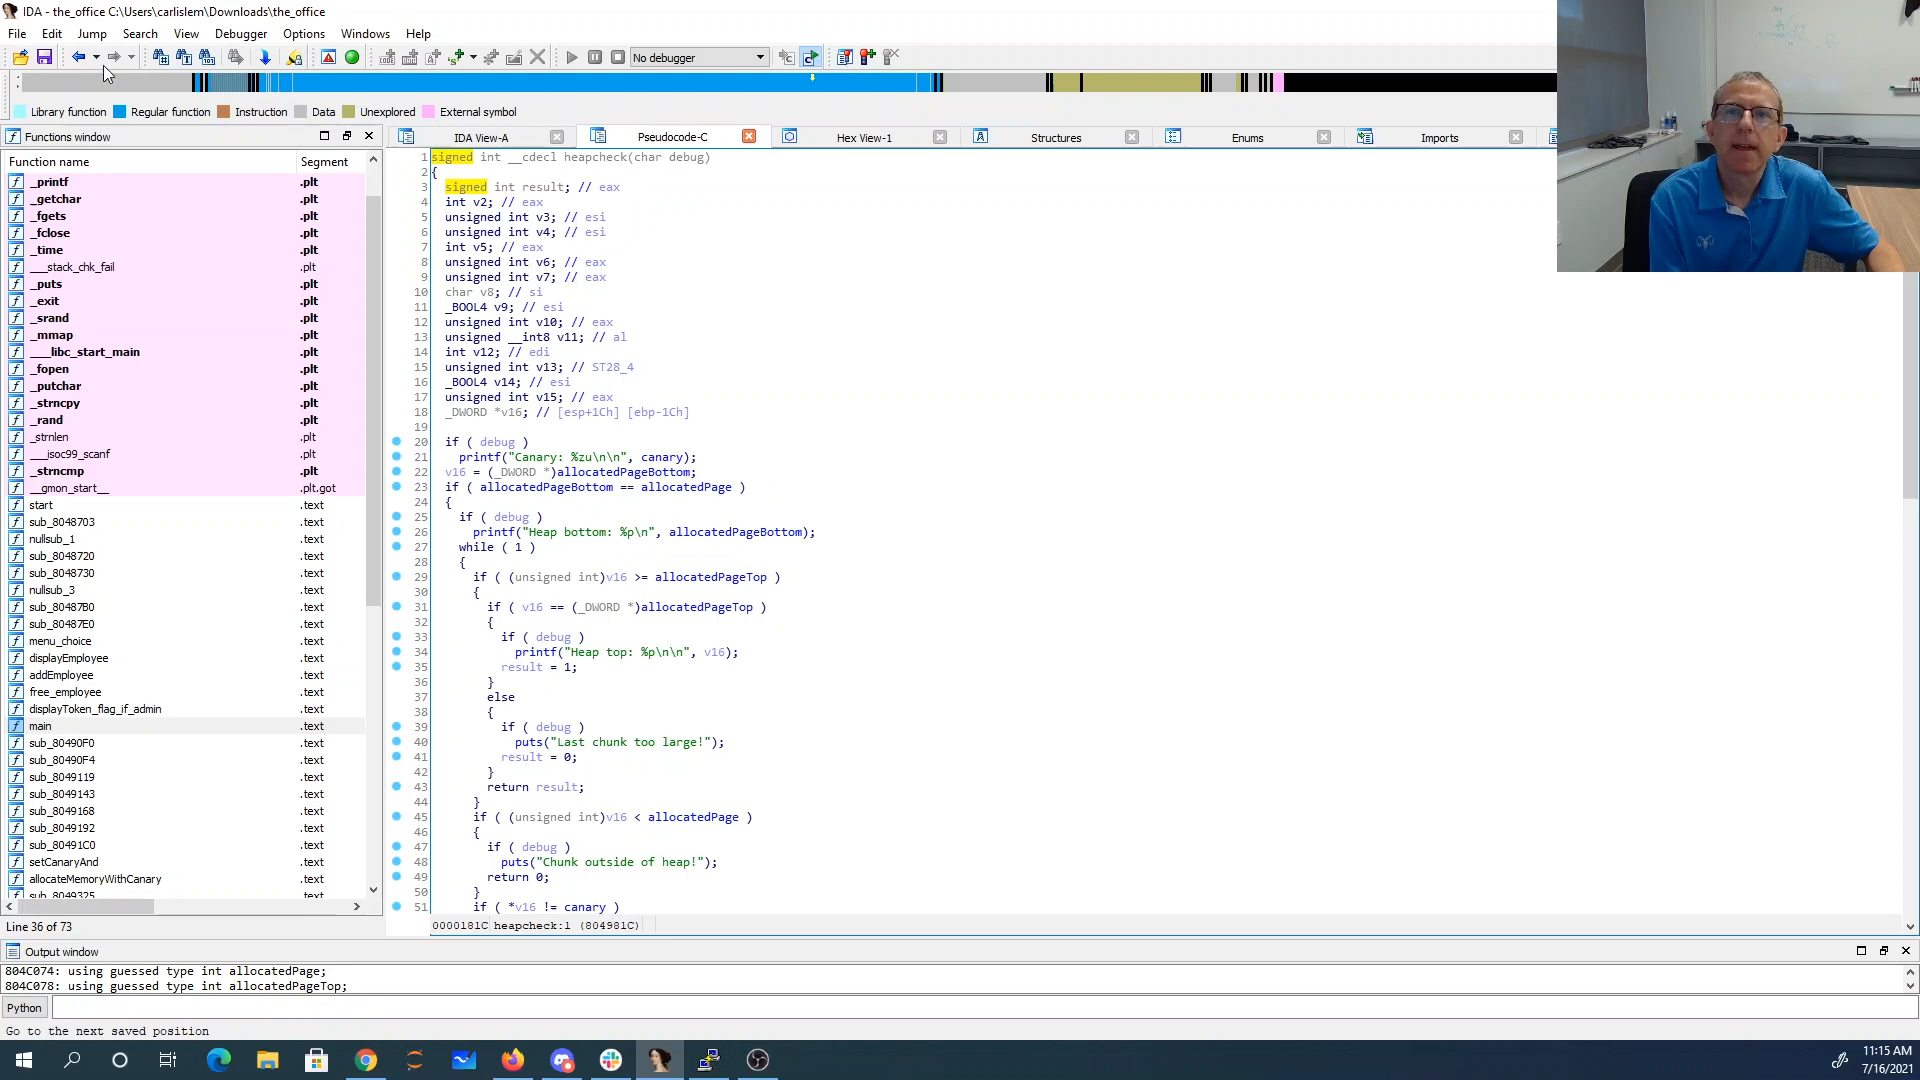 IDA - the_office C:\Users\carlislem\Downloads\the_office
File Edit Jump Search View Debugger Options Windows Help
No debugger
Library function Regular function Instruction Data Unexplored External symbol
Functions window
IDA View-A Pseudocode-C Hex View-1 Structures Enums Imports
Function name Segment
_printf .plt
_getchar .plt
_fgets .plt
_fclose .plt
_time .plt
___stack_chk_fail .plt
_puts .plt
_exit .plt
_srand .plt
_mmap .plt
___libc_start_main .plt
_fopen .plt
_putchar .plt
_strncpy .plt
_rand .plt
_strnlen .plt
___isoc99_scanf .plt
_strncmp .plt
__gmon_start__ .plt.got
start .text
sub_8048703 .text
nullsub_1 .text
sub_8048720 .text
sub_8048730 .text
nullsub_3 .text
sub_80487B0 .text
sub_80487E0 .text
menu_choice .text
displayEmployee .text
addEmployee .text
free_employee .text
displayToken_flag_if_admin .text
main .text
sub_80490F0 .text
sub_80490F4 .text
sub_8049119 .text
sub_8049143 .text
sub_8049168 .text
sub_8049192 .text
sub_80491C0 .text
setCanaryAnd .text
allocateMemoryWithCanary .text
sub_8049325 .text
Line 36 of 73
1 signed int __cdecl heapcheck(char debug)
2 {
3 signed int result; // eax
4 int v2; // eax
5 unsigned int v3; // esi
6 unsigned int v4; // esi
7 int v5; // eax
8 unsigned int v6; // eax
9 unsigned int v7; // eax
10 char v8; // si
11 _BOOL4 v9; // esi
12 unsigned int v10; // eax
13 unsigned __int8 v11; // al
14 int v12; // edi
15 unsigned int v13; // ST28_4
16 _BOOL4 v14; // esi
17 unsigned int v15; // eax
18 _DWORD *v16; // [esp+1Ch] [ebp-1Ch]
19
20 if ( debug )
21 printf("Canary: %zu\n\n", canary);
22 v16 = (_DWORD *)allocatedPageBottom;
23 if ( allocatedPageBottom == allocatedPage )
24 {
25 if ( debug )
26 printf("Heap bottom: %p\n", allocatedPageBottom);
27 while ( 1 )
28 {
29 if ( (unsigned int)v16 >= allocatedPageTop )
30 {
31 if ( v16 == (_DWORD *)allocatedPageTop )
32 {
33 if ( debug )
34 printf("Heap top: %p\n\n", v16);
35 result = 1;
36 }
37 else
38 {
39 if ( debug )
40 puts("Last chunk too large!");
41 result = 0;
42 }
43 return result;
44 }
45 if ( (unsigned int)v16 < allocatedPage )
46 {
47 if ( debug )
48 puts("Chunk outside of heap!");
49 return 0;
50 }
51 if ( *v16 != canary )
0000181C heapcheck:1 (804981C)
Output window
804C074: using guessed type int allocatedPage;
804C078: using guessed type int allocatedPageTop;
Python
Go to the next saved position
11:15 AM
7/16/2021